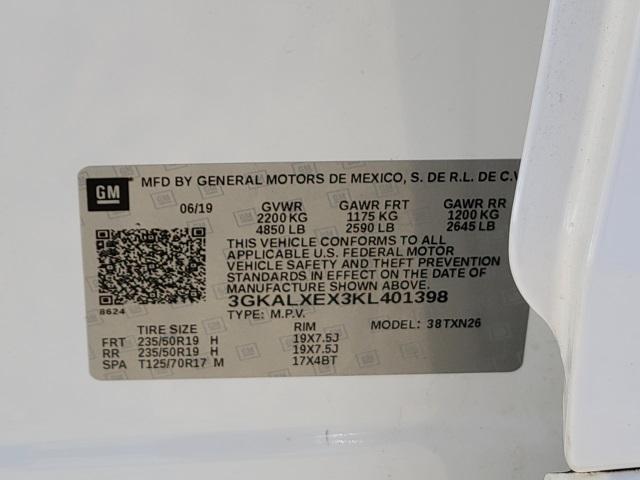 GM MFD BY GENERAL MOTORS DE MEXICO, S. DE R.L. DE C.V
06/19 GVWR GAWR FRT GAWR RR
2200 KG 1175 KG 1200 KG
4850 LB 2590 LB 2645 LB
THIS VEHICLE CONFORMS TO ALL
APPLICABLE U.S. FEDERAL MOTOR
VEHICLE SAFETY AND THEFT PREVENTION
STANDARDS IN EFFECT ON THE DATE OF
MANUFACTURE SHOWN ABOVE.
3GKALXEX3KL401398
8624 TYPE: M.P.V. MODEL: 38TXN26
TIRE SIZE RIM
FRT 235/50R19 H 19X7.5J
RR 235/50R19 H 19X7.5J
SPA T125/70R17 M 17X4BT